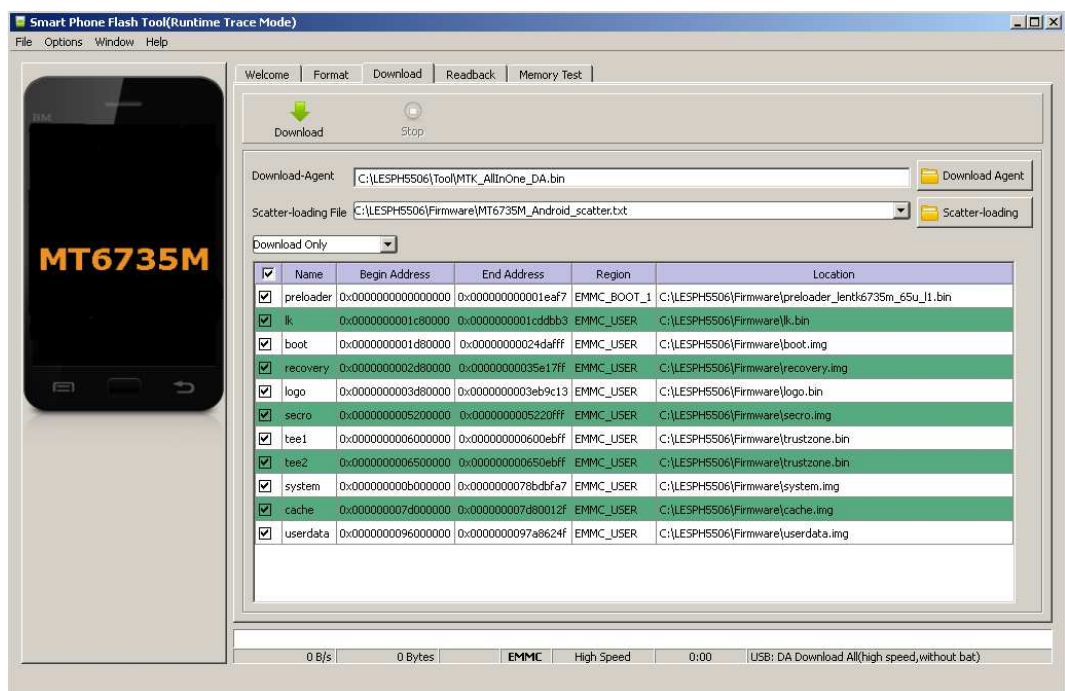 Smart Phone Flash Tool(Runtime Trace Mode)
File Options Window Help
BM
MT6735M
Welcome Format Download Readback Memory Test
Download Stop
Download-Agent C:\LESPH5506\Tool\MTK_AllInOne_DA.bin Download Agent
Scatter-loading File C:\LESPH5506\Firmware\MT6735M_Android_scatter.txt Scatter-loading
Download Only
Name Begin Address End Address Region Location
preloader 0x0000000000000000 0x000000000001eaf7 EMMC_BOOT_1 C:\LESPH5506\Firmware\preloader_lentk6735m_65u_l1.bin
lk 0x0000000001c80000 0x0000000001cddbb3 EMMC_USER C:\LESPH5506\Firmware\lk.bin
boot 0x0000000001d80000 0x00000000024dafff EMMC_USER C:\LESPH5506\Firmware\boot.img
recovery 0x0000000002d80000 0x00000000035e17ff EMMC_USER C:\LESPH5506\Firmware\recovery.img
logo 0x0000000003d80000 0x0000000003eb9c13 EMMC_USER C:\LESPH5506\Firmware\logo.bin
secro 0x0000000005200000 0x0000000005220fff EMMC_USER C:\LESPH5506\Firmware\secro.img
tee1 0x0000000006000000 0x000000000600ebff EMMC_USER C:\LESPH5506\Firmware\trustzone.bin
tee2 0x0000000006500000 0x000000000650ebff EMMC_USER C:\LESPH5506\Firmware\trustzone.bin
system 0x000000000b000000 0x0000000078bdbfa7 EMMC_USER C:\LESPH5506\Firmware\system.img
cache 0x000000007d000000 0x000000007d80012f EMMC_USER C:\LESPH5506\Firmware\cache.img
userdata 0x0000000096000000 0x0000000097a8624f EMMC_USER C:\LESPH5506\Firmware\userdata.img
0 B/s 0 Bytes EMMC High Speed 0:00 USB: DA Download All(high speed,without bat)